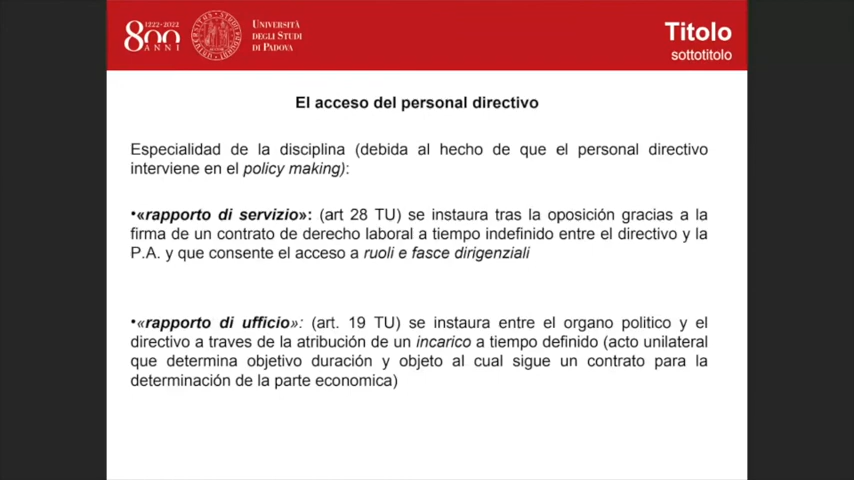 1222·2022
800
ANNI
UNIVERSITÀ
DEGLI STUDI
DI PADOVA
Titolo
sottotitolo
El acceso del personal directivo
Especialidad de la disciplina (debida al hecho de que el personal directivo
interviene en el policy making):
•«rapporto di servizio»: (art 28 TU) se instaura tras la oposición gracias a la
firma de un contrato de derecho laboral a tiempo indefinido entre el directivo y la
P.A. y que consente el acceso a ruoli e fasce dirigenziali
•«rapporto di ufficio»: (art. 19 TU) se instaura entre el organo politico y el
directivo a traves de la atribución de un incarico a tiempo definido (acto unilateral
que determina objetivo duración y objeto al cual sigue un contrato para la
determinación de la parte economica)